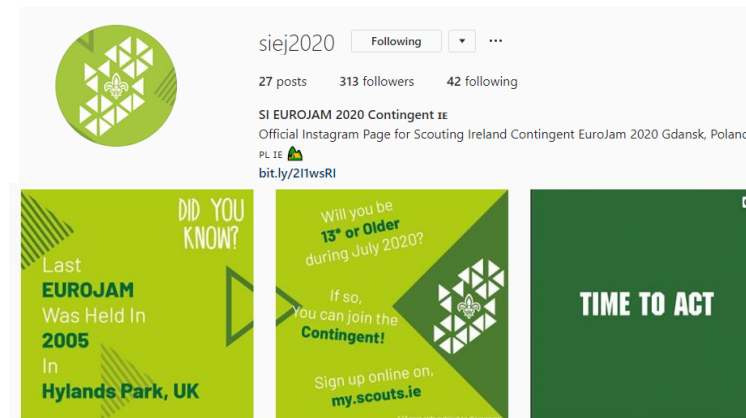 siej2020 Following
27 posts 313 followers 42 following
SI EUROJAM 2020 Contingent IE
Official Instagram Page for Scouting Ireland Contingent EuroJam 2020 Gdansk, Poland
PL IE
bit.ly/2I1wsRI
DID YOU
KNOW?
Last
EUROJAM
Was Held In
2005
In
Hylands Park, UK
Will you be
13* or Older
during July 2020?
If so,
You can join the
Contingent!
Sign up online on,
my.scouts.ie
TIME TO ACT